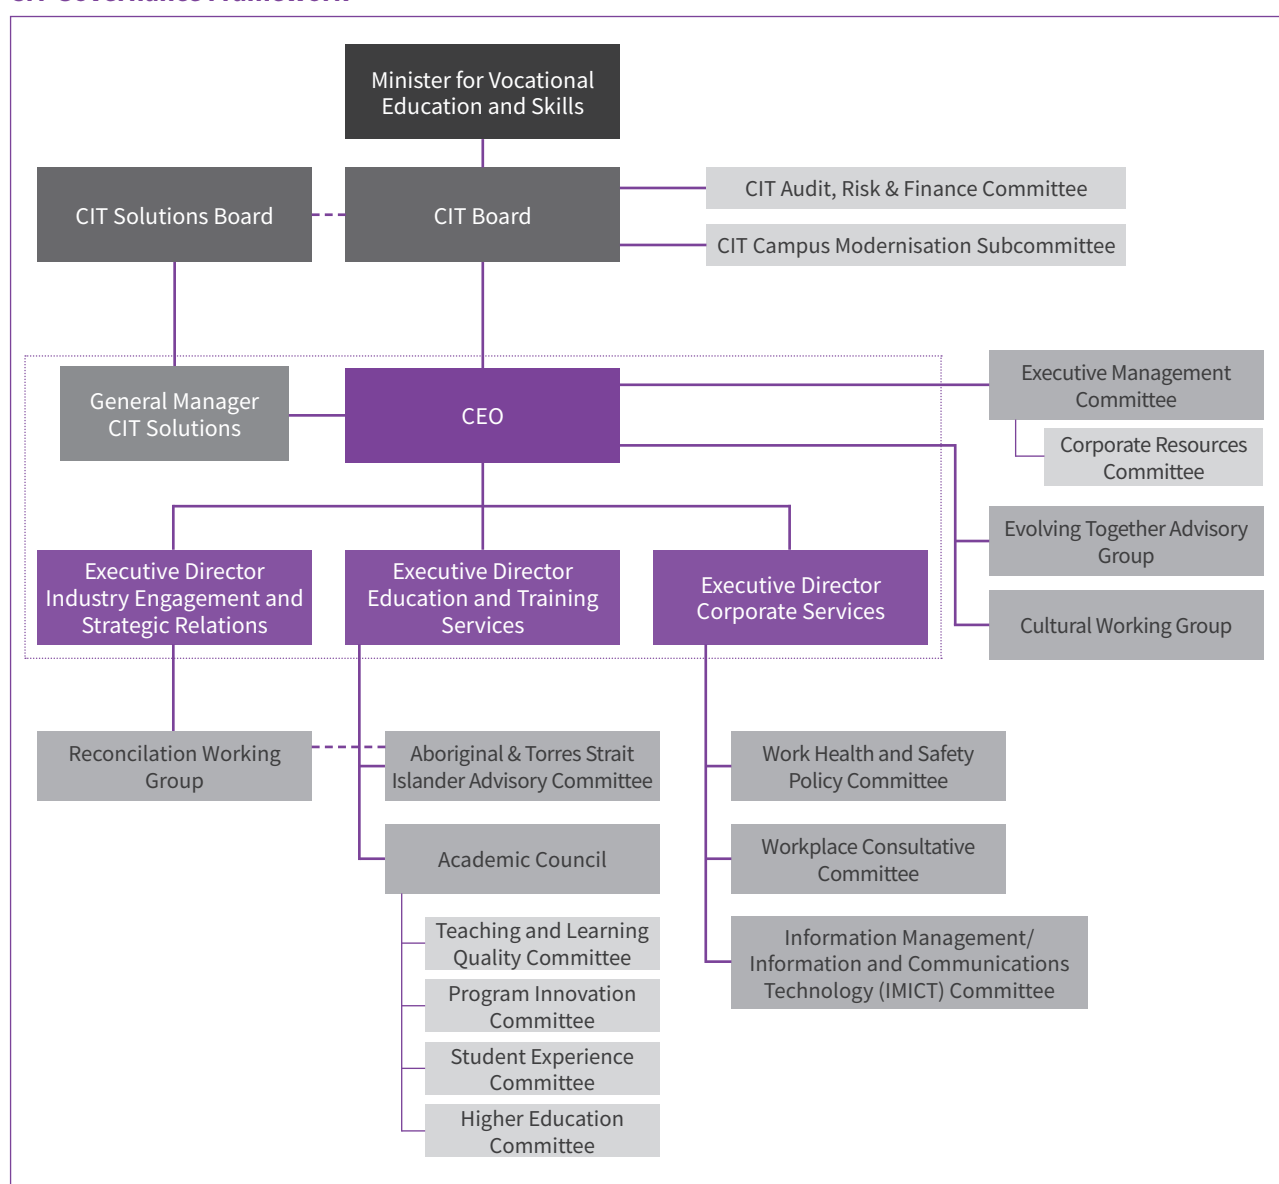 Minister for Vocational
Education and Skills
CIT Solutions Board
CIT Board
CIT Audit, Risk & Finance Committee
CIT Campus Modernisation Subcommittee
General Manager
CIT Solutions
CEO
Executive Management
Committee
Corporate Resources
Committee
Evolving Together Advisory
Group
Cultural Working Group
Executive Director
Industry Engagement and
Strategic Relations
Executive Director
Education and Training
Services
Executive Director
Corporate Services
Reconcilation Working
Group
Aboriginal & Torres Strait
Islander Advisory Committee
Work Health and Safety
Policy Committee
Academic Council
Workplace Consultative
Committee
Teaching and Learning
Quality Committee
Program Innovation
Committee
Student Experience
Committee
Higher Education
Committee
Information Management/
Information and Communications
Technology (IMICT) Committee